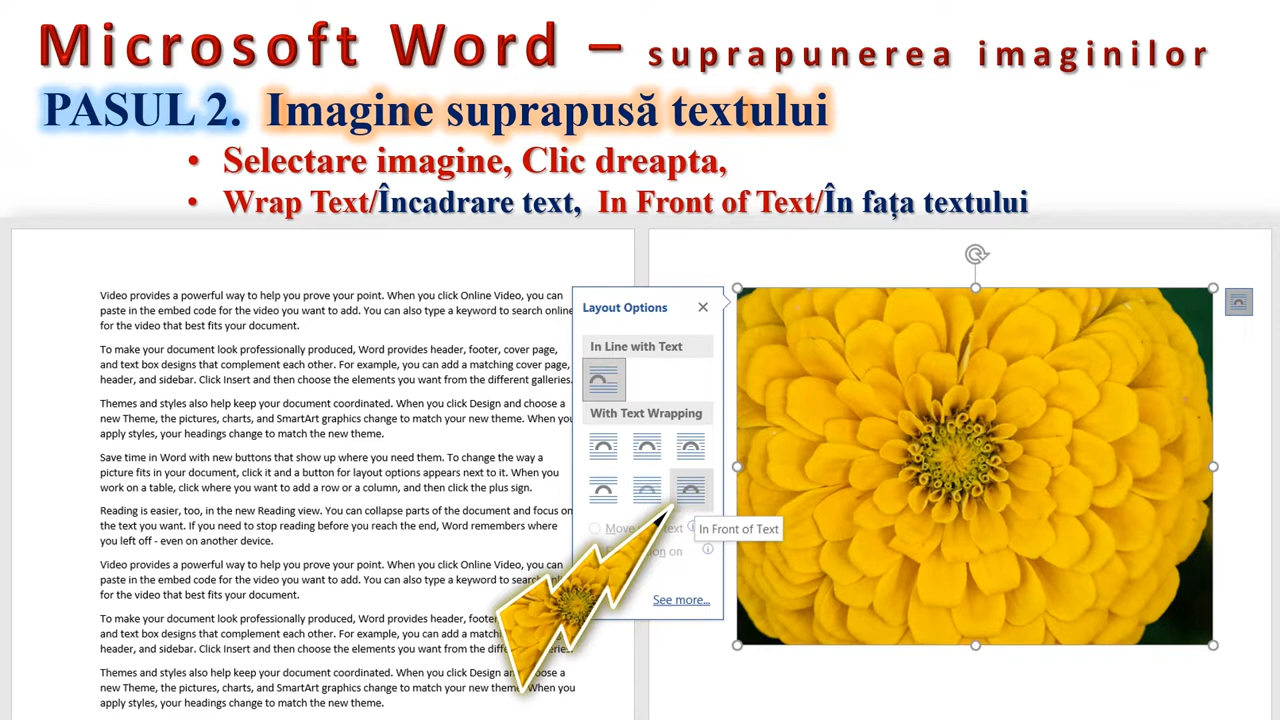 Microsoft Word – suprapunerea imaginilor
PASUL 2. Imagine suprapusă textului
• Selectare imagine, Clic dreapta,
• Wrap Text/Încadrare text, In Front of Text/În fața textului
Video provides a powerful way to help you prove your point. When you click Online Video, you can
paste in the embed code for the video you want to add. You can also type a keyword to search online
for the video that best fits your document.
To make your document look professionally produced, Word provides header, footer, cover page,
and text box designs that complement each other. For example, you can add a matching cover page,
header, and sidebar. Click Insert and then choose the elements you want from the different galleries.
Themes and styles also help keep your document coordinated. When you click Design and choose a
new Theme, the pictures, charts, and SmartArt graphics change to match your new theme. When you
apply styles, your headings change to match the new theme.
Save time in Word with new buttons that show up where you need them. To change the way a
picture fits in your document, click it and a button for layout options appears next to it. When you
work on a table, click where you want to add a row or a column, and then click the plus sign.
Reading is easier, too, in the new Reading view. You can collapse parts of the document and focus on
the text you want. If you need to stop reading before you reach the end, Word remembers where
you left off - even on another device.
Video provides a powerful way to help you prove your point. When you click Online Video, you can
paste in the embed code for the video you want to add. You can also type a keyword to search
for the video that best fits your document.
To make your document look professionally produced, Word provides header, footer
and text box designs that complement each other. For example, you can add a
header, and sidebar. Click Insert and then choose the elements you want from the
Themes and styles also help keep your document coordinated. When you click Design
new Theme, the pictures, charts, and SmartArt graphics change to match your new When you
apply styles, your headings change to match the new theme.
Layout Options
In Line with Text
With Text Wrapping
Move text
on
In Front of Text
See more...